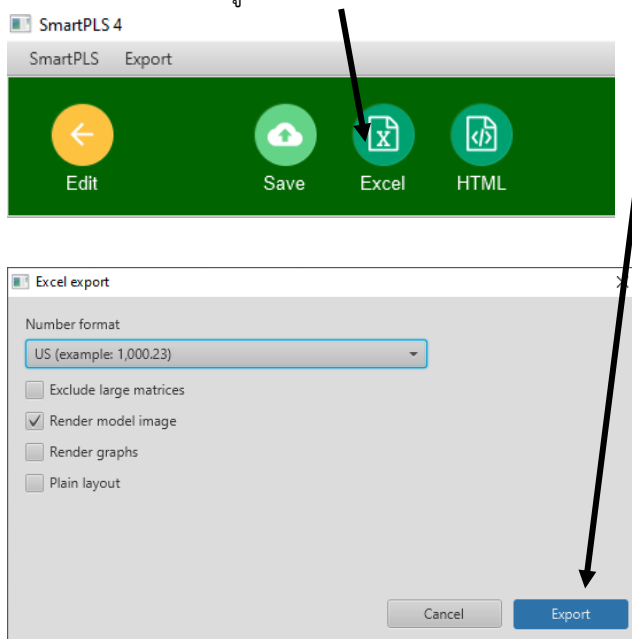 SmartPLS 4
SmartPLS Export
Edit Save Excel HTML
Excel export
Number format
US (example: 1,000.23)
Exclude large matrices
Render model image
Render graphs
Plain layout
Cancel Export